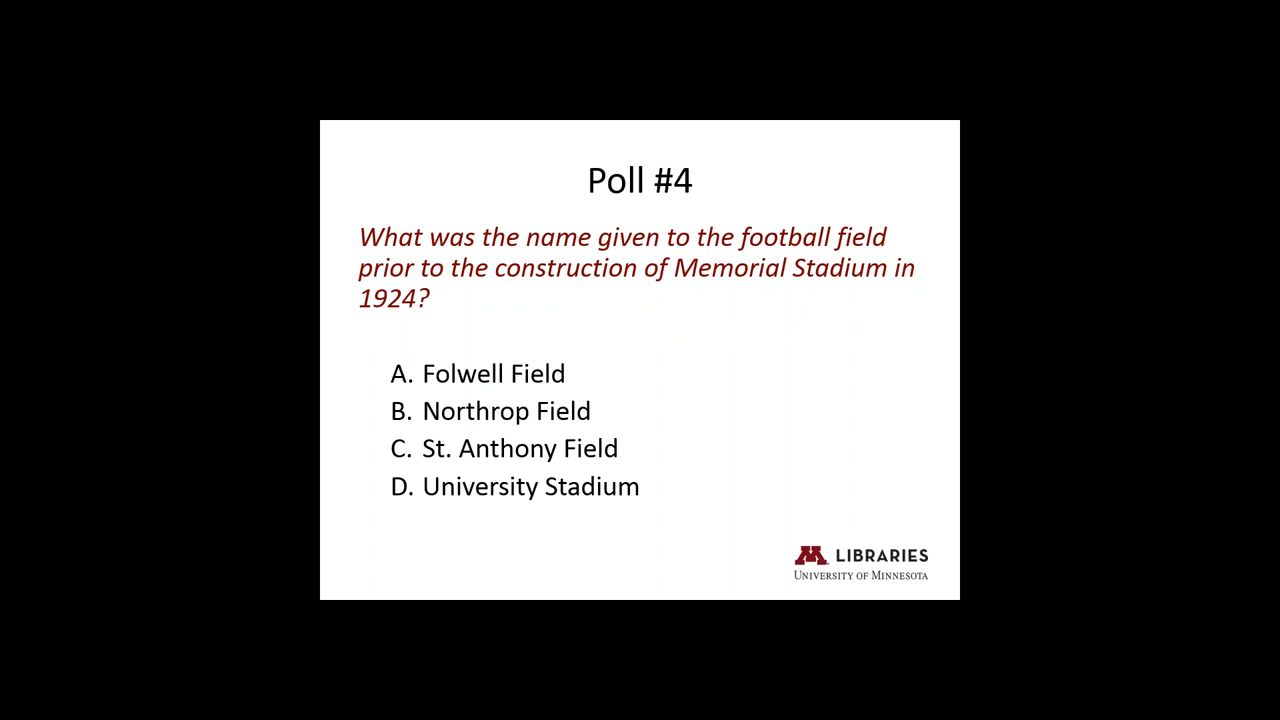 Poll #4
What was the name given to the football field
prior to the construction of Memorial Stadium in
1924?
A. Folwell Field
B. Northrop Field
C. St. Anthony Field
D. University Stadium
M LIBRARIES
UNIVERSITY OF MINNESOTA